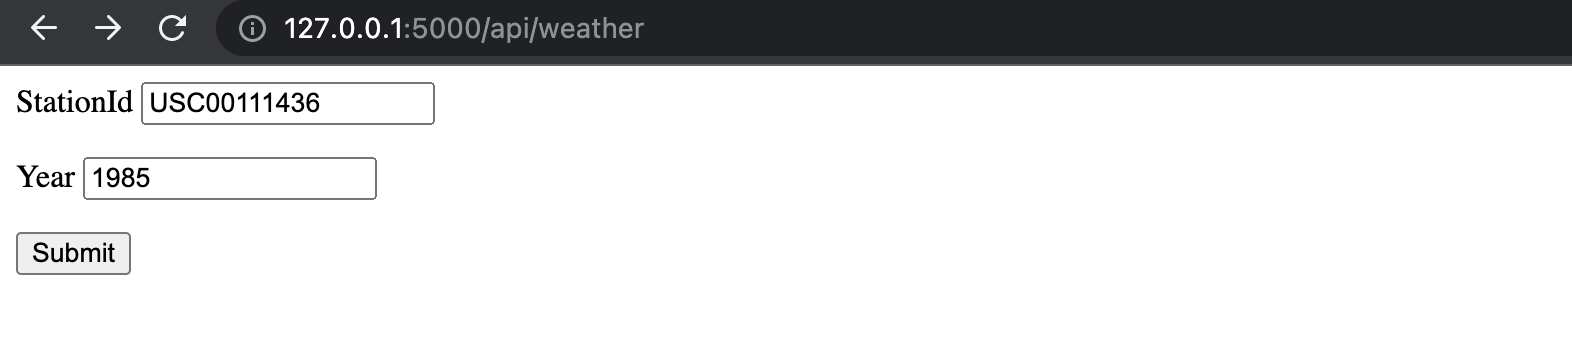 127.0.0.1:5000/api/weather
StationId USC00111436
Year 1985
Submit